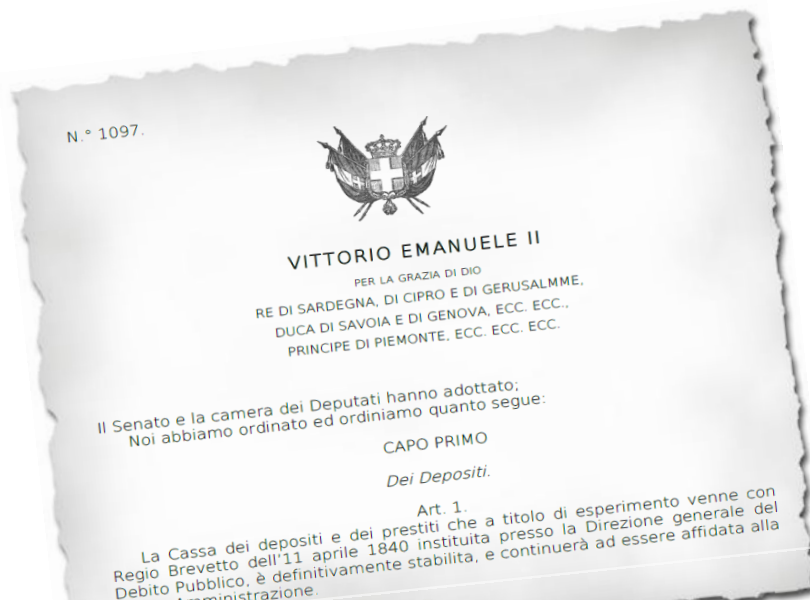 N.° 1097.
VITTORIO EMANUELE II
PER LA GRAZIA DI DIO
RE DI SARDEGNA, DI CIPRO E DI GERUSALMME,
DUCA DI SAVOIA E DI GENOVA, ECC. ECC.,
PRINCIPE DI PIEMONTE, ECC. ECC. ECC.
Il Senato e la camera dei Deputati hanno adottato;
Noi abbiamo ordinato ed ordiniamo quanto segue:
CAPO PRIMO
Dei Depositi.
Art. 1.
La Cassa dei depositi e dei prestiti che a titolo di esperimento venne con
Regio Brevetto dell'11 aprile 1840 instituita presso la Direzione generale del
Debito Pubblico, è definitivamente stabilita, e continuerà ad essere affidata alla